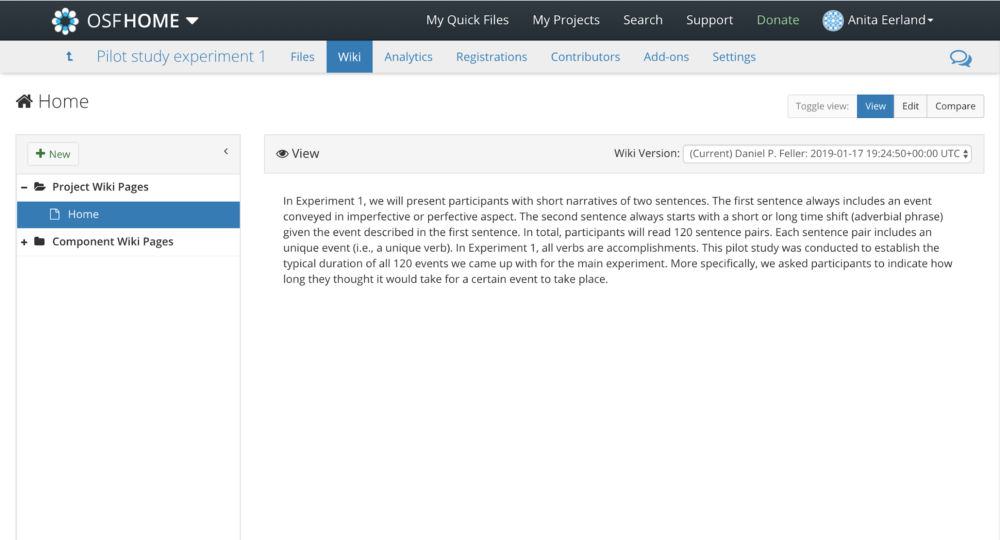 OSFHOME
My Quick Files
My Projects
Search
Support
Donate
Anita Eerland
Pilot study experiment 1
Files
Wiki
Analytics
Registrations
Contributors
Add-ons
Settings
Home
Toggle view:
View
Edit
Compare
New
Project Wiki Pages
Home
Component Wiki Pages
View
Wiki Version: (Current) Daniel P. Feller: 2019-01-17 19:24:50+00:00 UTC
In Experiment 1, we will present participants with short narratives of two sentences. The first sentence always includes an event
conveyed in imperfective or perfective aspect. The second sentence always starts with a short or long time shift (adverbial phrase)
given the event described in the first sentence. In total, participants will read 120 sentence pairs. Each sentence pair includes an
unique event (i.e., a unique verb). In Experiment 1, all verbs are accomplishments. This pilot study was conducted to establish the
typical duration of all 120 events we came up with for the main experiment. More specifically, we asked participants to indicate how
long they thought it would take for a certain event to take place.